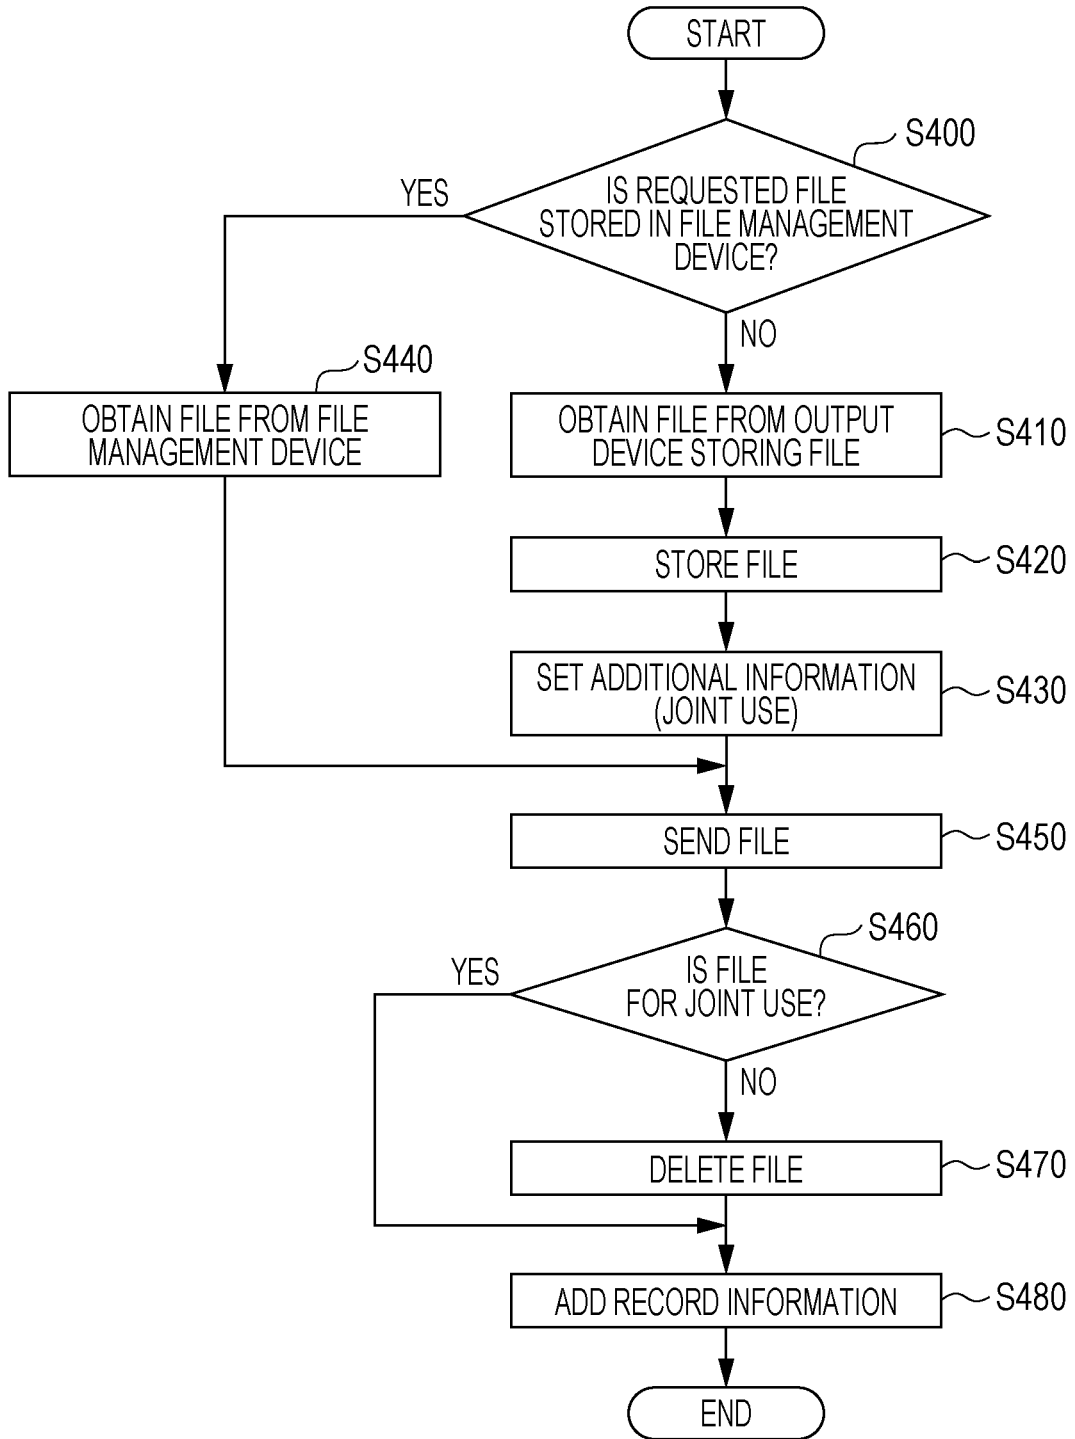 START
S400
IS REQUESTED FILE
STORED IN FILE MANAGEMENT
DEVICE?
YES
NO
S440
OBTAIN FILE FROM FILE
MANAGEMENT DEVICE
OBTAIN FILE FROM OUTPUT
DEVICE STORING FILE
S410
STORE FILE
S420
SET ADDITIONAL INFORMATION
(JOINT USE)
S430
SEND FILE
S450
S460
IS FILE
FOR JOINT USE?
YES
NO
DELETE FILE
S470
ADD RECORD INFORMATION
S480
END